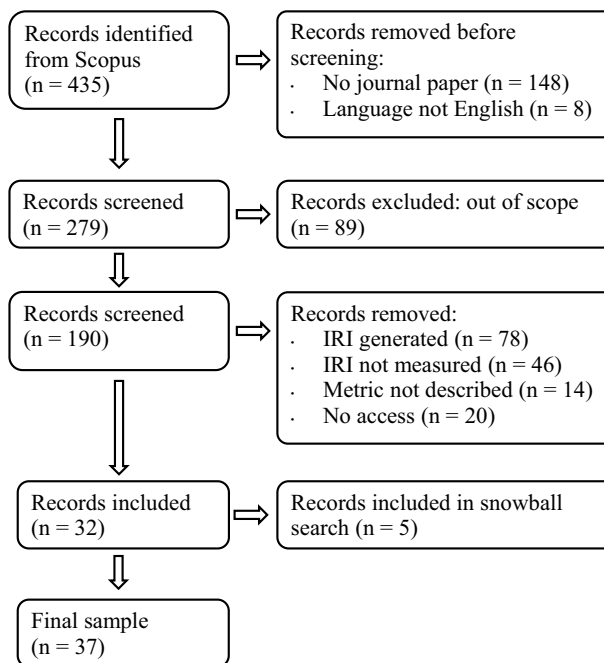 Records identified
from Scopus
(n = 435)
Records removed before
screening:
· No journal paper (n = 148)
· Language not English (n = 8)
Records screened
(n = 279)
Records excluded: out of scope
(n = 89)
Records screened
(n = 190)
Records removed:
· IRI generated (n = 78)
· IRI not measured (n = 46)
· Metric not described (n = 14)
· No access (n = 20)
Records included
(n = 32)
Records included in snowball
search (n = 5)
Final sample
(n = 37)